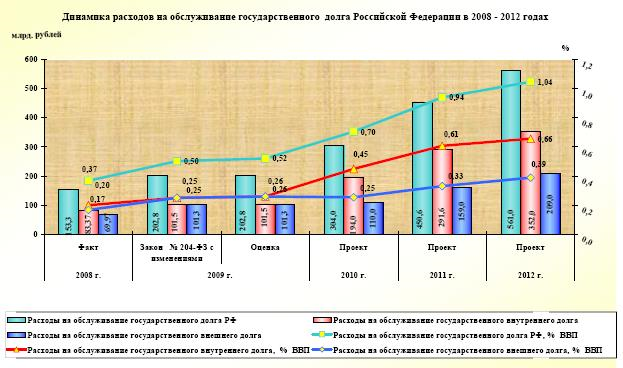 Динамика расходов на обслуживание государственного долга Российской Федерации в 2008 - 2012 годах
млрд. рублей
%
600
500
400
300
200
100
0
1,2
1,0
0,8
0,6
0,4
0,2
0,0
0,37
0,20
0,17
0,50
0,25
0,25
0,52
0,26
0,26
0,70
0,45
0,25
0,94
0,61
0,33
1,04
0,66
0,39
153,3
83,37
69,9
202,8
101,5
101,3
202,8
101,5
101,3
304,0
194,0
110,0
450,6
291,6
159,0
561,0
352,0
209,0
Факт
Закон № 204-ФЗ с изменениями
Оценка
Проект
Проект
Проект
2008 г.
2009 г.
2010 г.
2011 г.
2012 г.
Расходы на обслуживание государственного долга РФ
Расходы на обслуживание государственного внутреннего долга
Расходы на обслуживание государственного внешнего долга
Расходы на обслуживание государственного долга РФ, % ВВП
Расходы на обслуживание государственного внутреннего долга, % ВВП
Расходы на обслуживание государственного внешнего долга, % ВВП